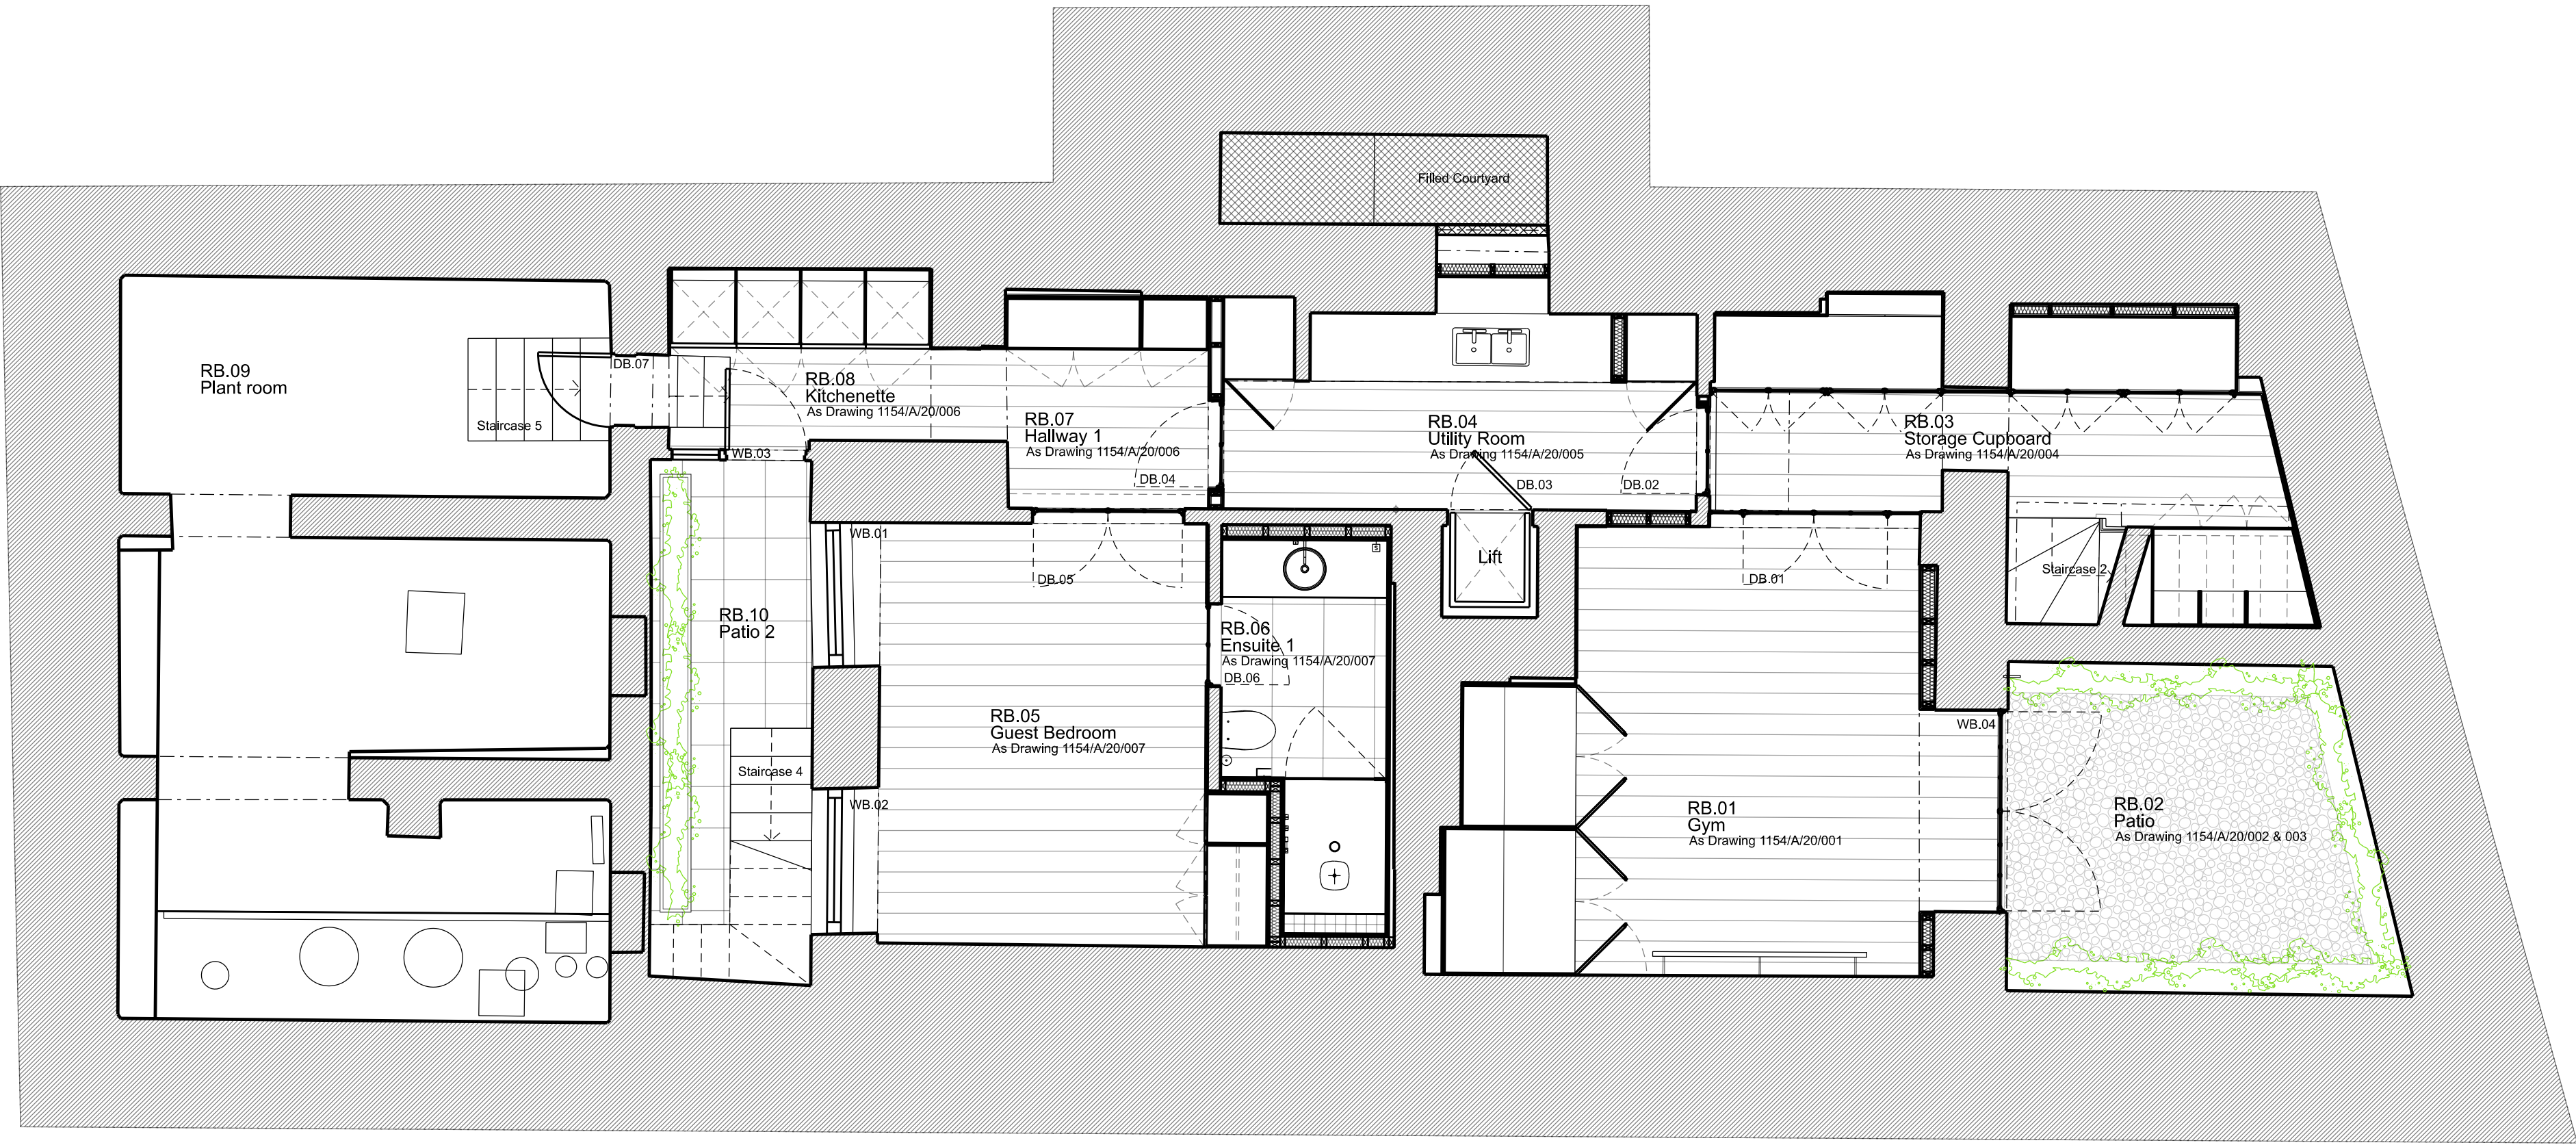 Filled Courtyard
RB.09
Plant room
Staircase 5
DB.07
RB.08
Kitchenette
As Drawing 1154/A/20/006
WB.03
RB.07
Hallway 1
As Drawing 1154/A/20/006
DB.04
RB.04
Utility Room
As Drawing 1154/A/20/005
DB.03
DB.02
RB.03
Storage Cupboard
As Drawing 1154/A/20/004
Staircase 2
Lift
DB.01
WB.01
DB.05
RB.10
Patio 2
RB.06
Ensuite 1
As Drawing 1154/A/20/007
DB.06
S
RB.05
Guest Bedroom
As Drawing 1154/A/20/007
Staircase 4
WB.02
WB.04
RB.01
Gym
As Drawing 1154/A/20/001
RB.02
Patio
As Drawing 1154/A/20/002 & 003